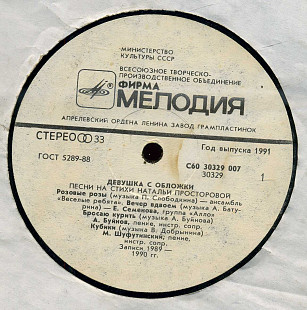 МИНИСТЕРСТВО
КУЛЬТУРЫ СССР
ВСЕСОЮЗНОЕ ТВОРЧЕСКО-
ПРОИЗВОДСТВЕННОЕ ОБЪЕДИНЕНИЕ
ФИРМА
МЕЛОДИЯ
АПРЕЛЕВСКИЙ ОРДЕНА ЛЕНИНА ЗАВОД ГРАМПЛАСТИНОК
СТЕРЕО 33
Год выпуска 1991
ГОСТ 5289-88
С60 30329 007
30329
1
ДЕВУШКА С ОБЛОЖКИ
ПЕСНИ НА СТИХИ НАТАЛЬИ ПРОСТОРОВОЙ
Розовые розы (музыка П. Слободкина) — ансамбль
«Веселые ребята». Вечер вдвоем (музыка А. Бату-
рина) — Е. Семенова, группа «Алло»
Бросаю курить (музыка А. Буйнова)
А. Буйнов, пение, инстр. сопр.
Кубики (музыка В. Добрынина)
М. Шуфутинский, пение,
инстр. сопр.
Записи 1989 —
1990 гг.